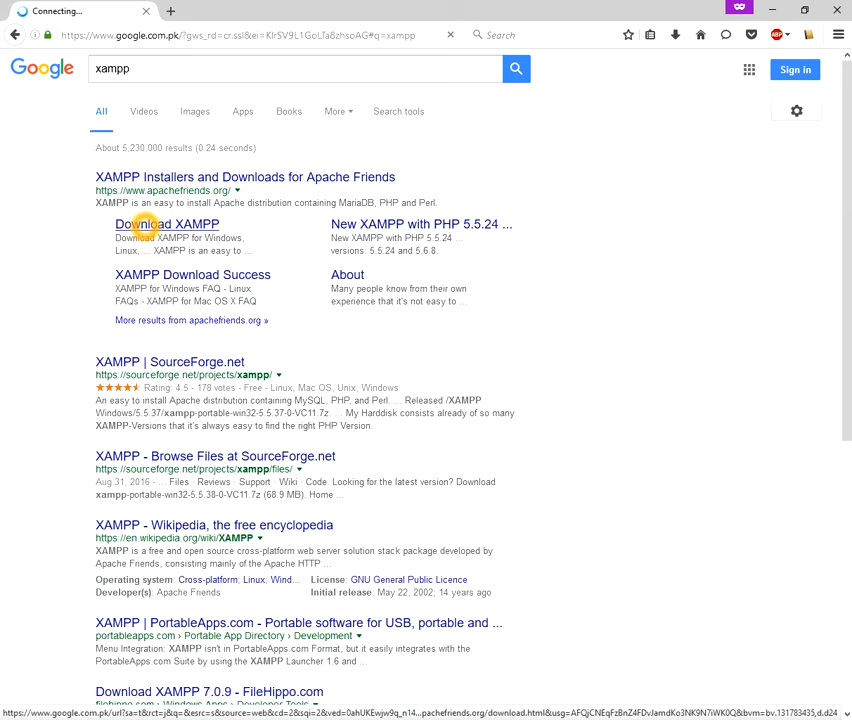 Connecting...
https://www.google.com.pk/?gws_rd=cr,ssl&ei=KlrSV9L1GoLTa8zhsoAG#q=xampp
Search
ABP
Google
xampp
Sign in
All
Videos
Images
Apps
Books
More
Search tools
About 5,230,000 results (0.24 seconds)
XAMPP Installers and Downloads for Apache Friends
https://www.apachefriends.org/
XAMPP is an easy to install Apache distribution containing MariaDB, PHP and Perl.
Download XAMPP
Download XAMPP for Windows,
Linux, ... XAMPP is an easy to ...
New XAMPP with PHP 5.5.24 ...
New XAMPP with PHP 5.5.24 ...
versions: 5.5.24 and 5.6.8.
XAMPP Download Success
XAMPP for Windows FAQ - Linux
FAQs - XAMPP for Mac OS X FAQ
About
Many people know from their own
experience that it's not easy to ...
More results from apachefriends.org »
XAMPP | SourceForge.net
https://sourceforge.net/projects/xampp/
Rating: 4.5 - 178 votes - Free - Linux, Mac OS, Unix, Windows
An easy to install Apache distribution containing MySQL, PHP, and Perl. ... Released /XAMPP
Windows/5.5.37/xampp-portable-win32-5.5.37-0-VC11.7z. ... My Harddisk consists already of so many
XAMPP-Versions that it's always easy to find the right PHP Version.
XAMPP - Browse Files at SourceForge.net
https://sourceforge.net/projects/xampp/files/
Aug 31, 2016 - ... Files · Reviews · Support · Wiki · Code. Looking for the latest version? Download
xampp-portable-win32-5.5.38-0-VC11.7z (68.9 MB). Home ...
XAMPP - Wikipedia, the free encyclopedia
https://en.wikipedia.org/wiki/XAMPP
XAMPP is a free and open source cross-platform web server solution stack package developed by
Apache Friends, consisting mainly of the Apache HTTP ...
Operating system: Cross-platform; Linux; Wind...
License: GNU General Public Licence
Developer(s): Apache Friends
Initial release: May 22, 2002; 14 years ago
XAMPP | PortableApps.com - Portable software for USB, portable and ...
portableapps.com › Portable App Directory › Development
Menu Integration: XAMPP isn't in PortableApps.com Format, but it easily integrates with the
PortableApps.com Suite by using the XAMPP Launcher 1.6 and ...
Download XAMPP 7.0.9 - FileHippo.com